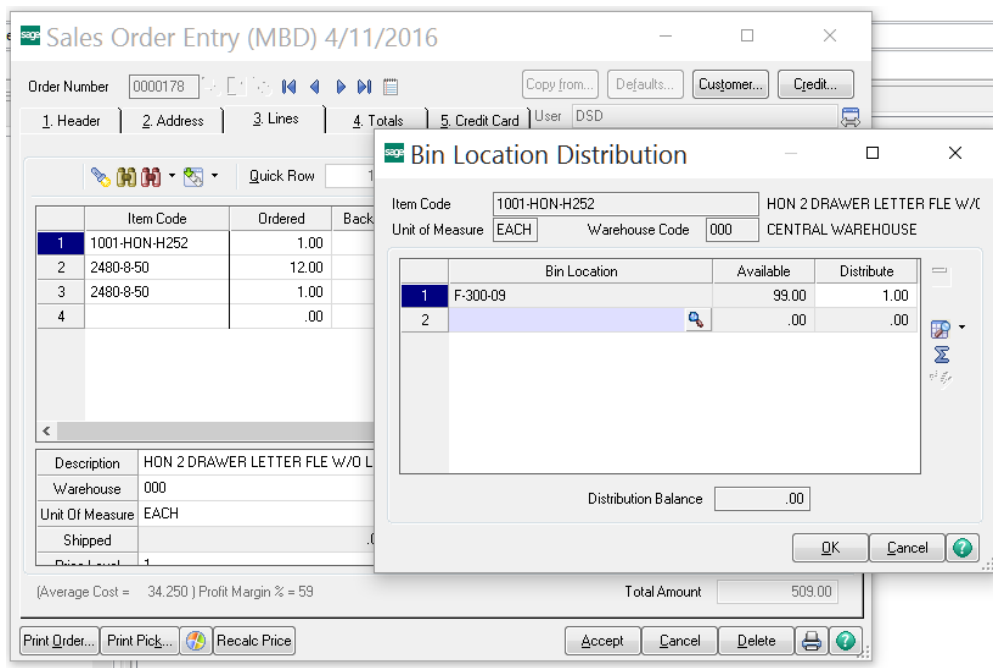 sage Sales Order Entry (MBD) 4/11/2016
Order Number 0000178 Copy from... Defaults... Customer... Credit...
1. Header 2. Address 3. Lines 4. Totals 5. Credit Card User DSD
Quick Row 1
Item Code Ordered Back
1 1001-HON-H252 1.00
2 2480-8-50 12.00
3 2480-8-50 1.00
4 .00
Description HON 2 DRAWER LETTER FLE W/O L
Warehouse 000
Unit Of Measure EACH
Shipped
Price Level 1
(Average Cost = 34.250 ) Profit Margin % = 59 Total Amount 509.00
Print Order... Print Pick... Recalc Price Accept Cancel Delete
sage Bin Location Distribution
Item Code 1001-HON-H252 HON 2 DRAWER LETTER FLE W/O
Unit of Measure EACH Warehouse Code 000 CENTRAL WAREHOUSE
Bin Location Available Distribute
1 F-300-09 99.00 1.00
2 .00 .00
Distribution Balance .00
OK Cancel